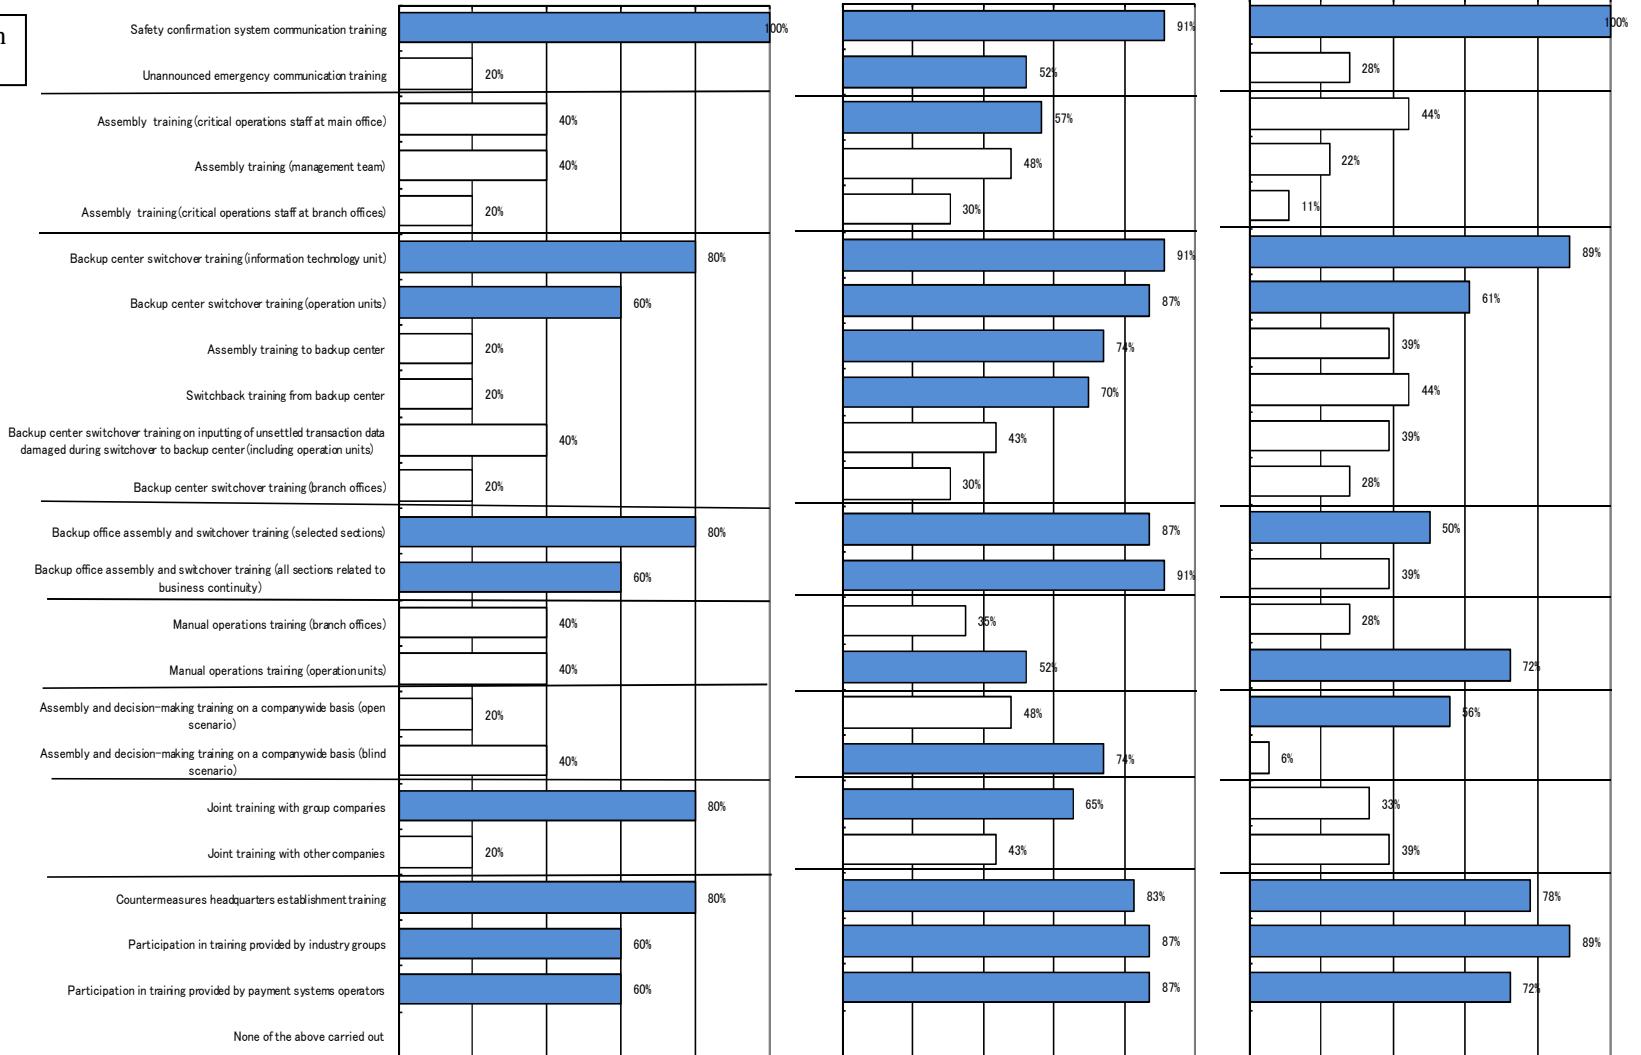 n
Safety confirmation system communication training 100% 91% 100%
Unannounced emergency communication training 20% 52% 28%
Assembly training (critical operations staff at main office) 40% 57% 44%
Assembly training (management team) 40% 48% 22%
Assembly training (critical operations staff at branch offices) 20% 30% 11%
Backup center switchover training (information technology unit) 80% 91% 89%
Backup center switchover training (operation units) 60% 87% 61%
Assembly training to backup center 20% 74% 39%
Switchback training from backup center 20% 70% 44%
Backup center switchover training on inputting of unsettled transaction data
damaged during switchover to backup center (including operation units) 40% 43% 39%
Backup center switchover training (branch offices) 20% 30% 28%
Backup office assembly and switchover training (selected sections) 80% 87% 50%
Backup office assembly and switchover training (all sections related to
business continuity) 60% 91% 39%
Manual operations training (branch offices) 40% 35% 28%
Manual operations training (operation units) 40% 52% 72%
Assembly and decision-making training on a companywide basis (open
scenario) 20% 48% 56%
Assembly and decision-making training on a companywide basis (blind
scenario) 40% 74% 6%
Joint training with group companies 80% 65% 33%
Joint training with other companies 20% 43% 39%
Countermeasures headquarters establishment training 80% 83% 78%
Participation in training provided by industry groups 60% 87% 89%
Participation in training provided by payment systems operators 60% 87% 72%
None of the above carried out